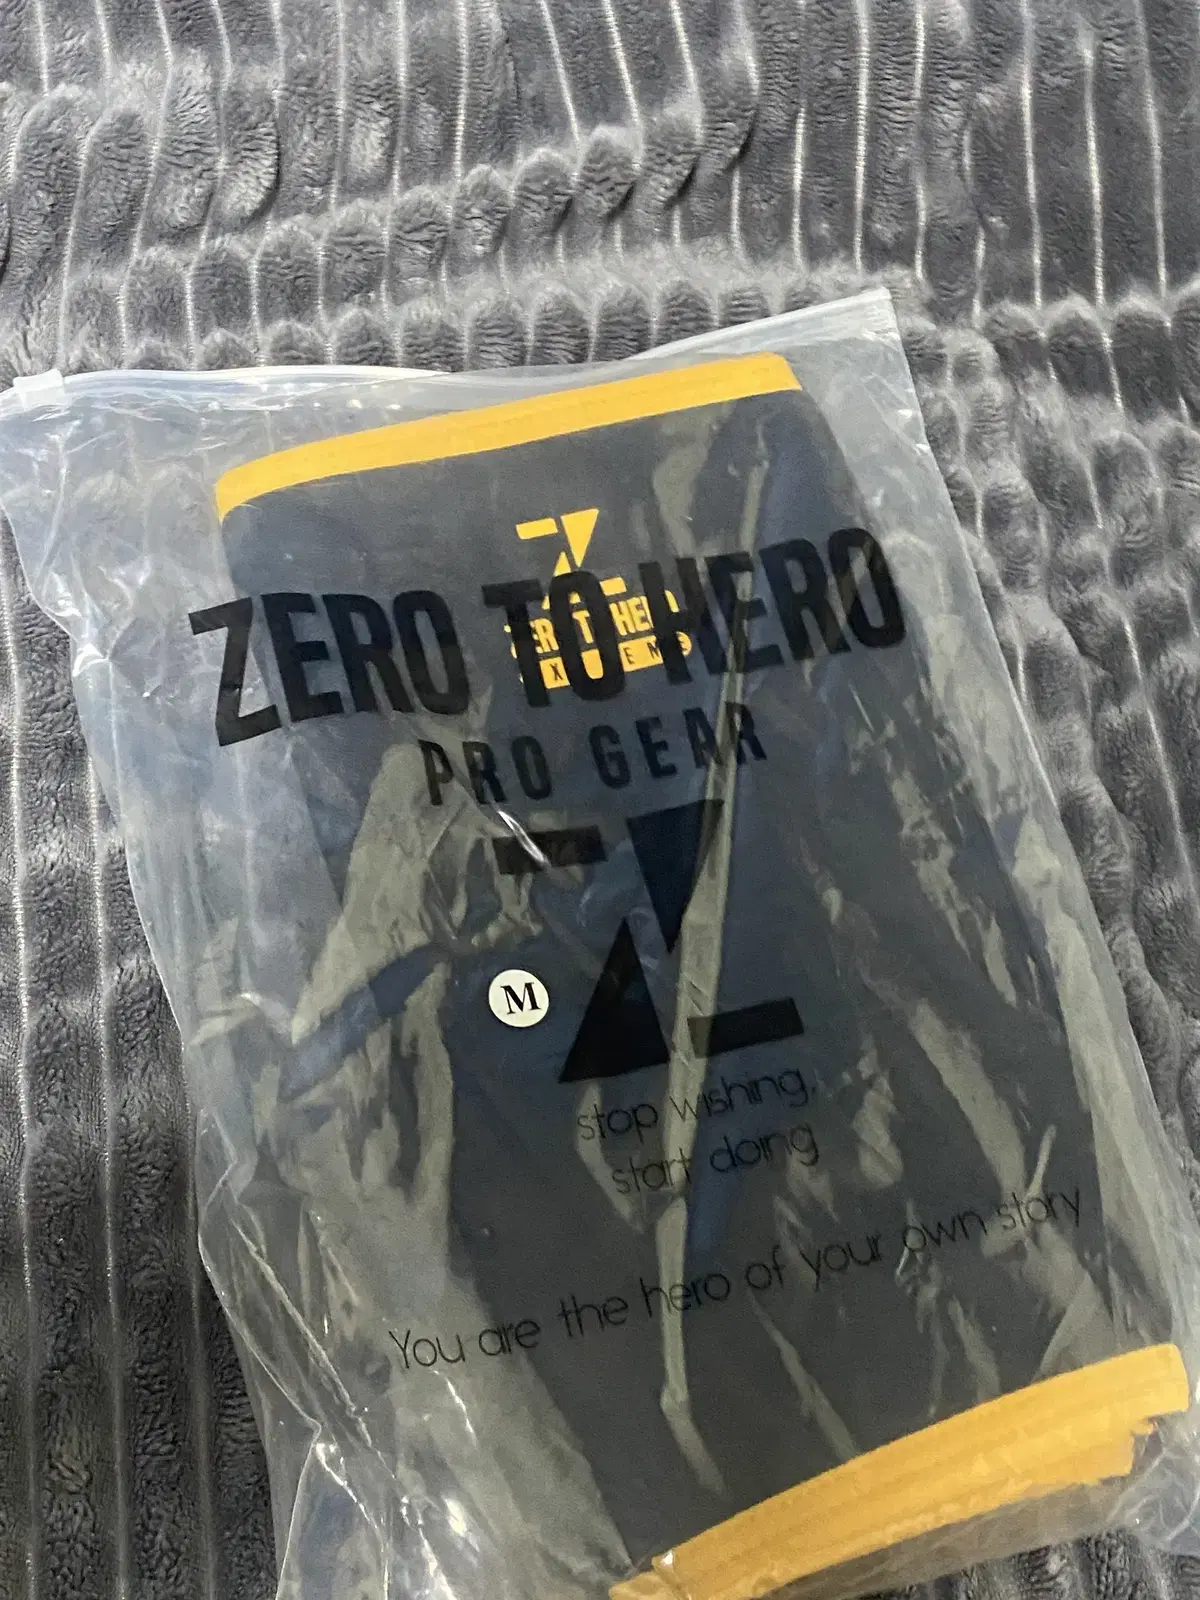 ZERO TO HERO
PRO GEAR
M
stop wishing,
start doing
You are the hero of your own story